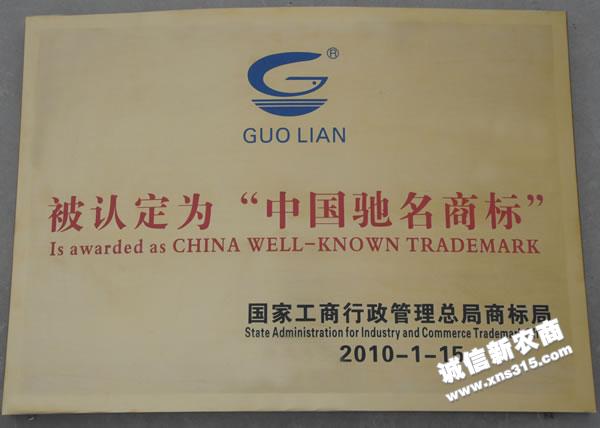 ®
GUO LIAN
被认定为“中国驰名商标”
Is awarded as CHINA WELL-KNOWN TRADEMARK
国家工商行政管理总局商标局
State Administration for Industry and Commerce Trademark
2010-1-15
诚信新农商
www.xns315.com